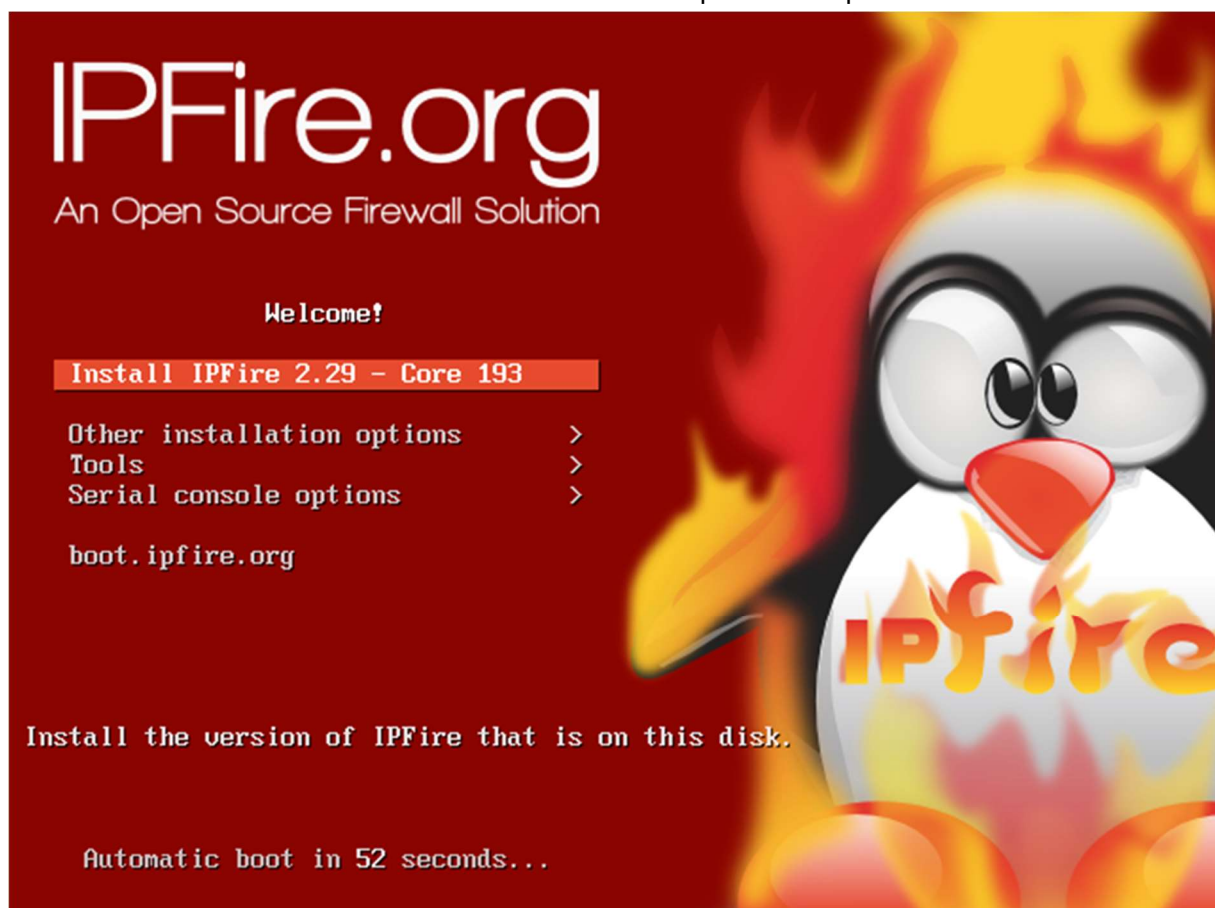 IPFire.org
An Open Source Firewall Solution
Welcome!
Install IPFire 2.29 - Core 193
Other installation options >
Tools >
Serial console options >
boot.ipfire.org
IPfire
Install the version of IPFire that is on this disk.
Automatic boot in 52 seconds...